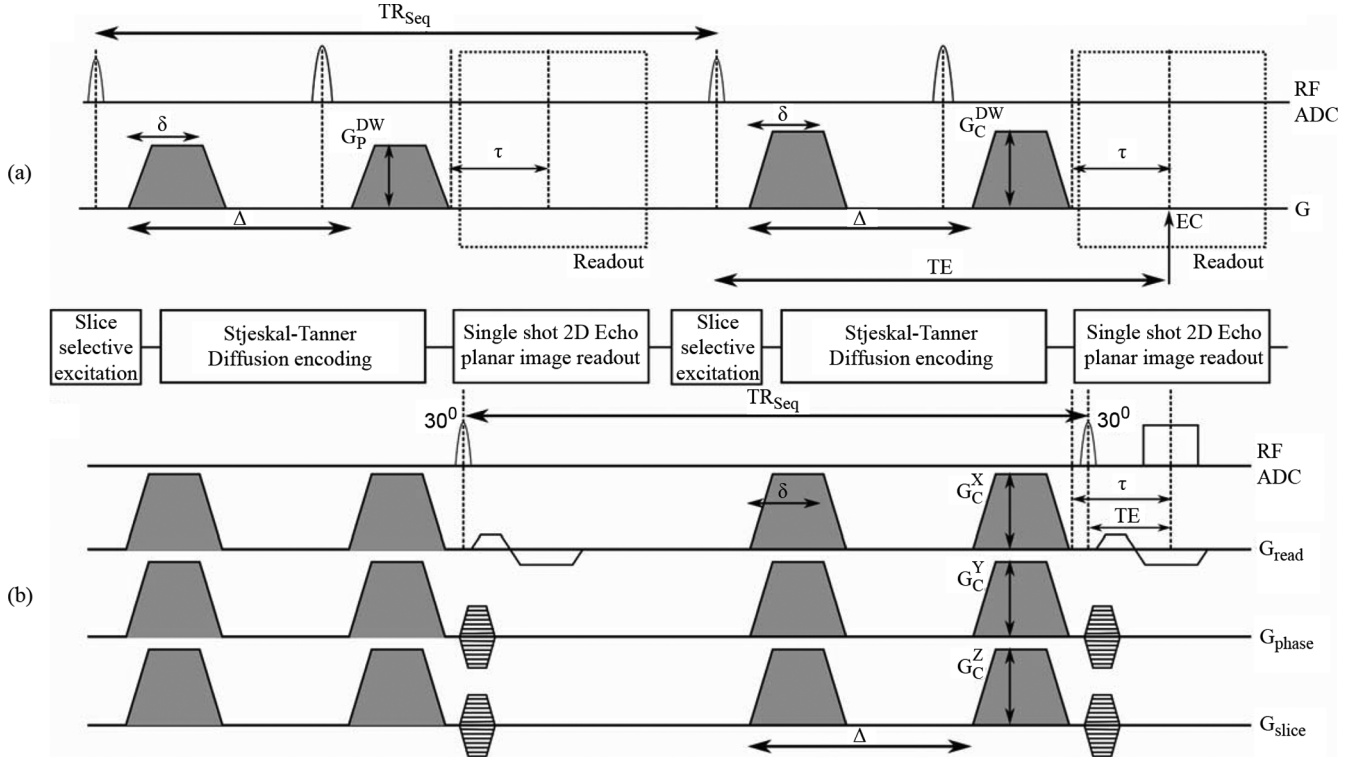 TR_Seq
RF
ADC
δ
G_P^DW
τ
δ
G_C^DW
τ
(a)
Δ
Δ
G
EC
Readout
TE
Readout
Slice selective excitation
Stjeskal-Tanner Diffusion encoding
Single shot 2D Echo planar image readout
Slice selective excitation
Stjeskal-Tanner Diffusion encoding
Single shot 2D Echo planar image readout
TR_Seq
30⁰
30⁰
RF
ADC
δ
G_C^X
τ
TE
G_read
(b)
G_C^Y
G_phase
G_C^Z
G_slice
Δ